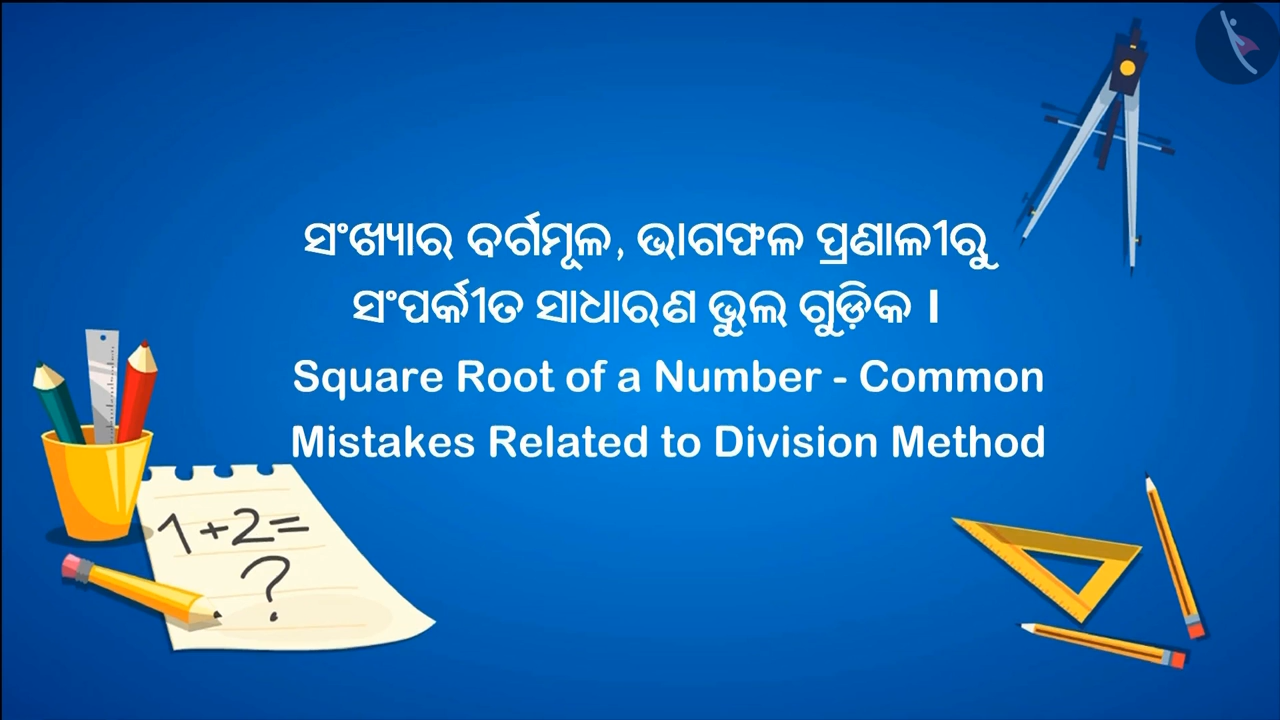 ସଂଖ୍ୟାର ବର୍ଗମୂଳ, ଭାଗଫଳ ପ୍ରଣାଳୀରୁ
ସଂପର୍କୀତ ସାଧାରଣ ଭୁଲ ଗୁଡ଼ିକ ।
Square Root of a Number - Common
Mistakes Related to Division Method
1+2=
?